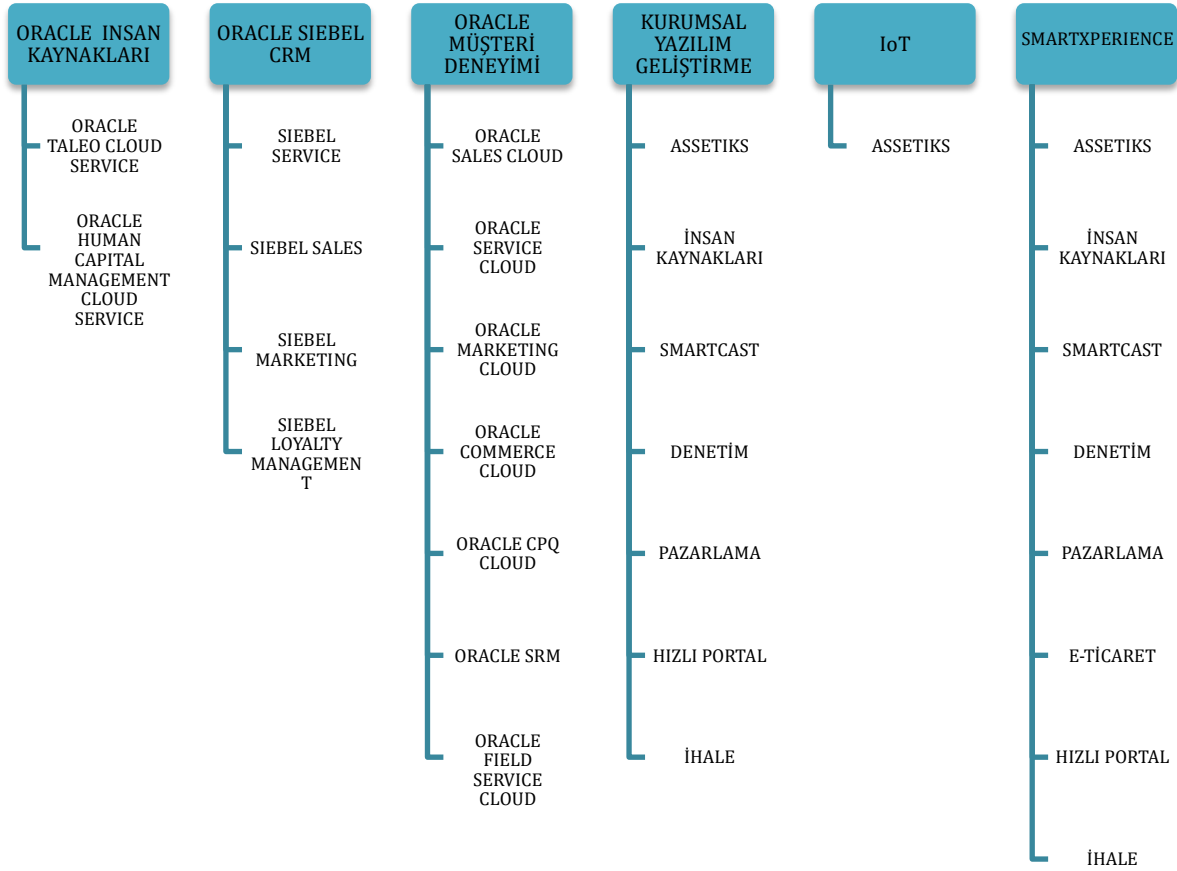 ORACLE INSAN
KAYNAKLARI
ORACLE
TALEO CLOUD
SERVICE
ORACLE
HUMAN
CAPITAL
MANAGEMENT
CLOUD
SERVICE
ORACLE SIEBEL
CRM
SIEBEL
SERVICE
SIEBEL SALES
SIEBEL
MARKETING
SIEBEL
LOYALTY
MANAGEMEN
T
ORACLE
MÜŞTERİ
DENEYİMİ
ORACLE
SALES CLOUD
ORACLE
SERVICE
CLOUD
ORACLE
MARKETING
CLOUD
ORACLE
COMMERCE
CLOUD
ORACLE CPQ
CLOUD
ORACLE SRM
ORACLE
FIELD
SERVICE
CLOUD
KURUMSAL
YAZILIM
GELİŞTİRME
ASSETIKS
İNSAN
KAYNAKLARI
SMARTCAST
DENETİM
PAZARLAMA
HIZLI PORTAL
İHALE
IoT
ASSETIKS
SMARTXPERIENCE
ASSETIKS
İNSAN
KAYNAKLARI
SMARTCAST
DENETİM
PAZARLAMA
E-TİCARET
HIZLI PORTAL
İHALE